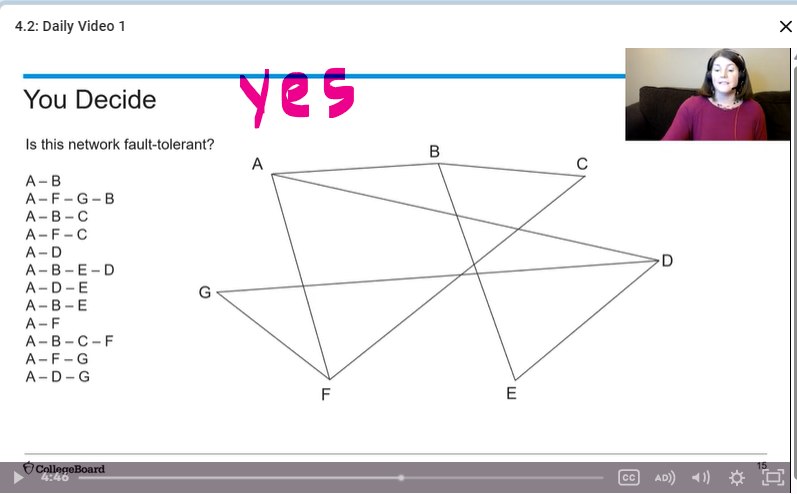 4.2: Daily Video 1
You Decide
yes
Is this network fault-tolerant?
A – B
A – F – G – B
A – B – C
A – F – C
A – D
A – B – E – D
A – D – E
A – B – E
A – F
A – B – C – F
A – F – G
A – D – G
A
B
C
D
G
F
E
15
CollegeBoard
4:46
CC
AD